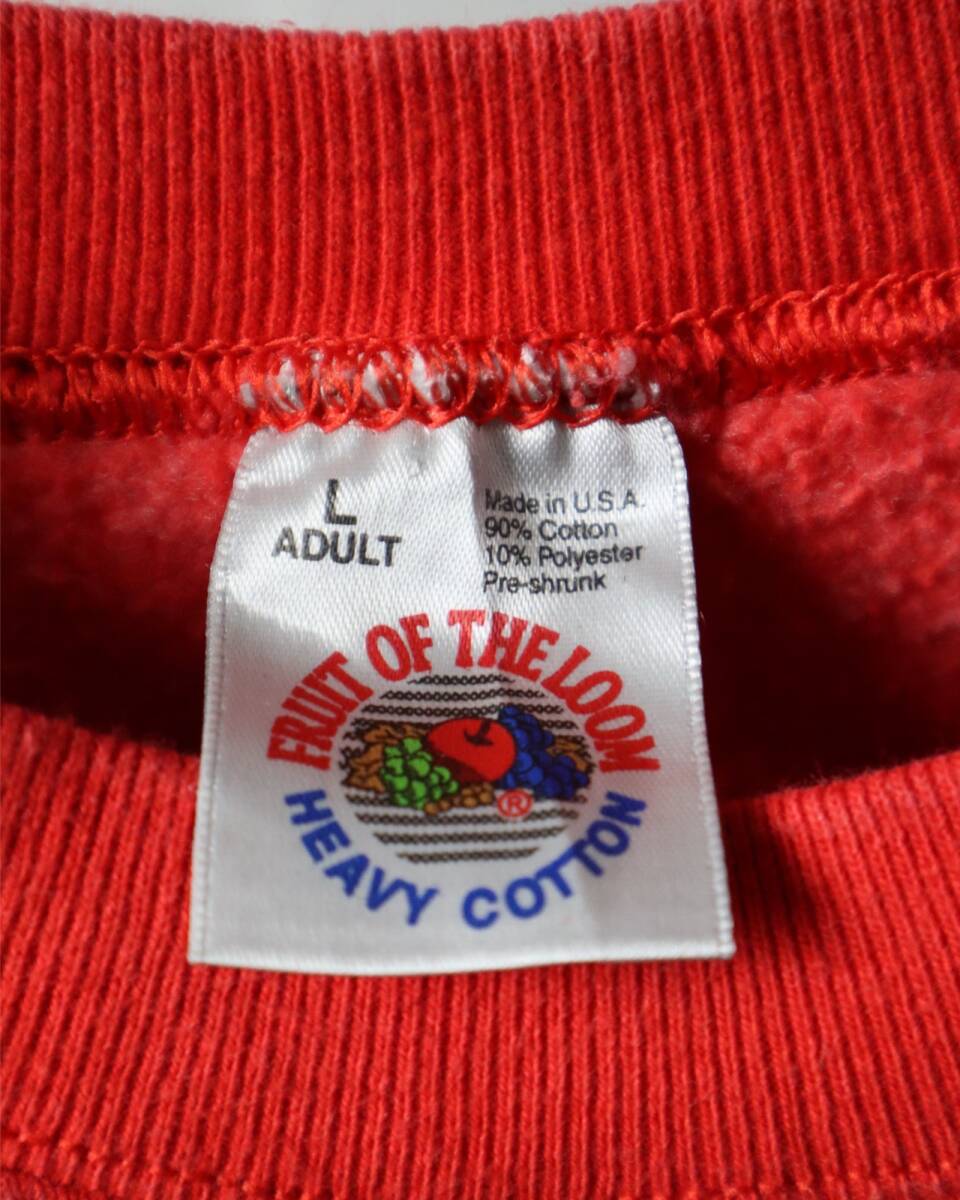 L
ADULT
Made in U.S.A.
90% Cotton
10% Polyester
Pre-shrunk
FRUIT OF THE LOOM
®
HEAVY COTTON